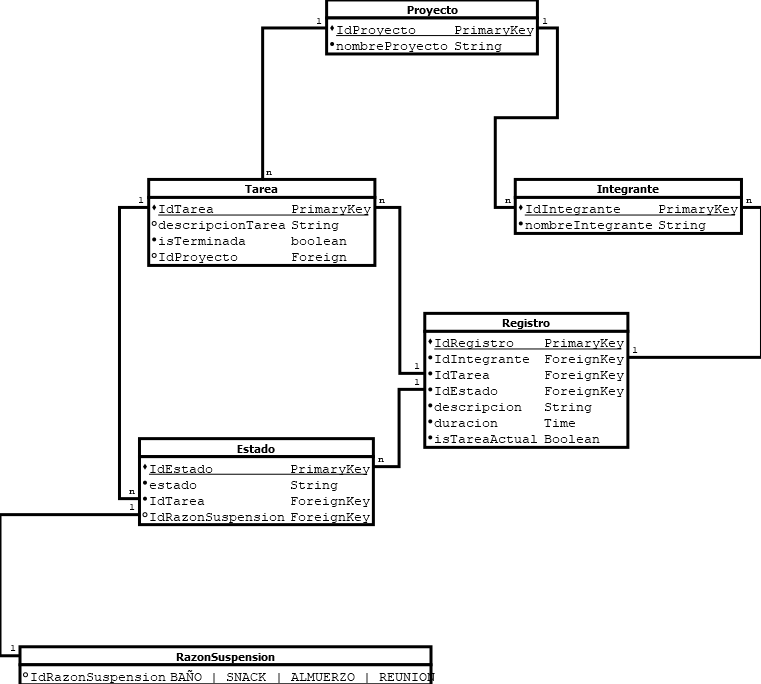 Proyecto
1
1
IdProyecto PrimaryKey
nombreProyecto String
n
Tarea
1
n
IdTarea PrimaryKey
descripcionTarea String
isTerminada boolean
IdProyecto Foreign
Integrante
n
n
IdIntegrante PrimaryKey
nombreIntegrante String
Registro
IdRegistro PrimaryKey
1
IdIntegrante ForeignKey
1
IdTarea ForeignKey
1
IdEstado ForeignKey
descripcion String
duracion Time
isTareaActual Boolean
Estado
n
IdEstado PrimaryKey
estado String
n
IdTarea ForeignKey
1
IdRazonSuspension ForeignKey
1
RazonSuspension
IdRazonSuspension BAÑO | SNACK | ALMUERZO | REUNION